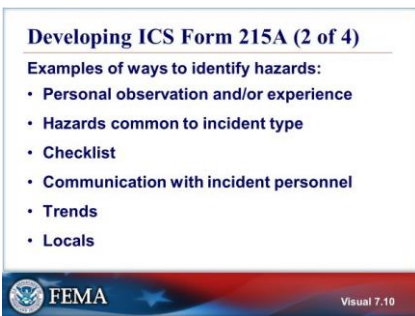 Developing ICS Form 215A (2 of 4)
Examples of ways to identify hazards:
• Personal observation and/or experience
• Hazards common to incident type
• Checklist
• Communication with incident personnel
• Trends
• Locals
FEMA
Visual 7.10